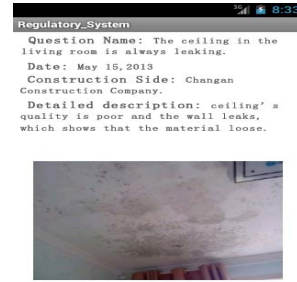 3G 8:33
Regulatory_System
Question Name: The ceiling in the
living room is always leaking.
Date: May 15,2013
Construction Side: Changan
Construction Company.
Detailed description: ceiling's
quality is poor and the wall leaks,
which shows that the material loose.